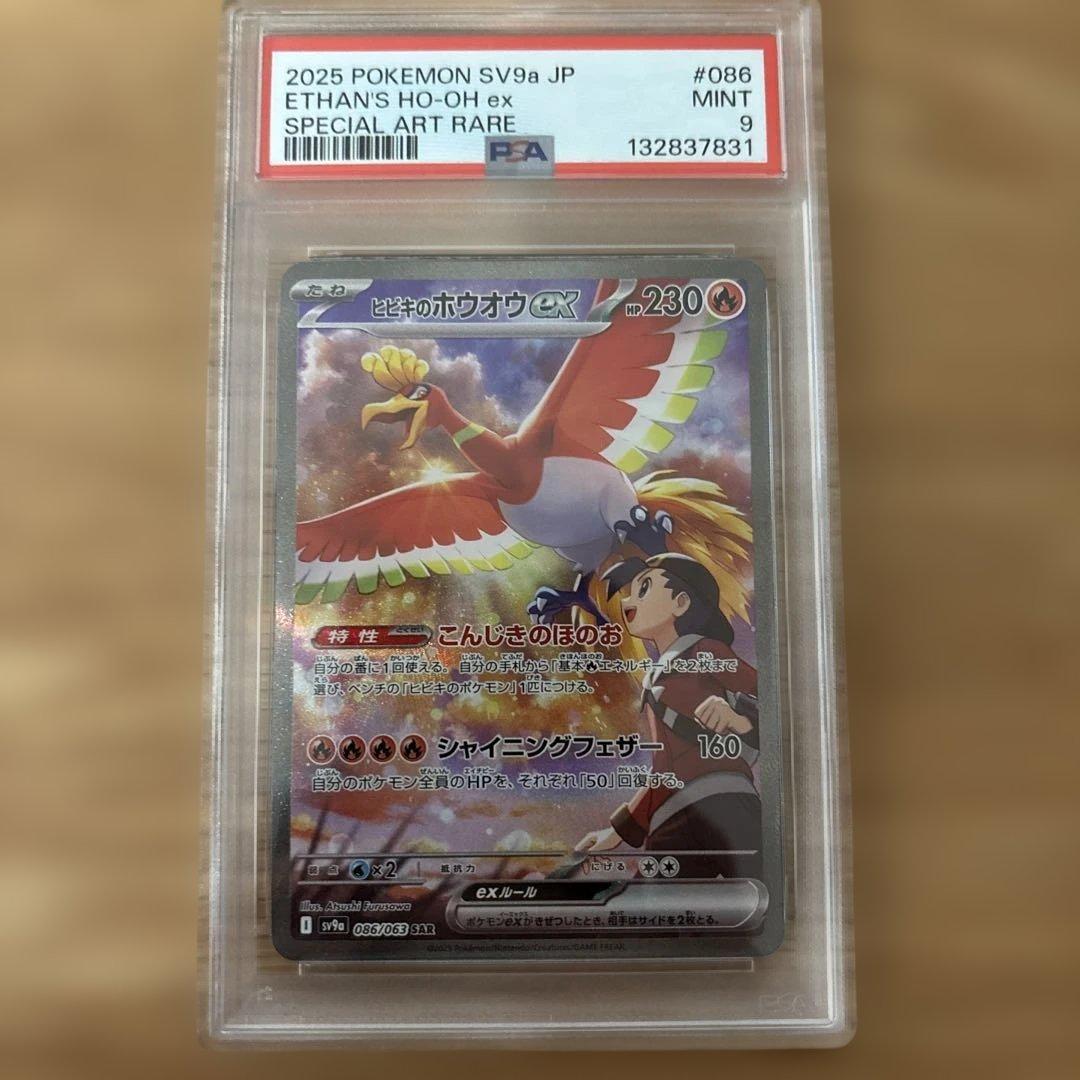 2025 POKEMON SV9a JP #086
ETHAN'S HO-OH ex MINT
SPECIAL ART RARE 9
PSA 132837831
たね ヒビキのホウオウex HP230
特性 こんじきのほのお
自分の番に1回使える。自分の手札から「基本エネルギー」を2枚まで
選び、ベンチの「ヒビキのポケモン」1匹につける。
シャイニングフェザー 160
自分のポケモン全員のHPを、それぞれ「50」回復する。
弱点 ×2 抵抗力 にげる
exルール
ポケモンexがきぜつしたとき、相手はサイドを2枚とる。
Illus. Atsushi Furusawa
I sv9a 086/063 SAR
©2025 Pokémon/Nintendo/Creatures/GAME FREAK.